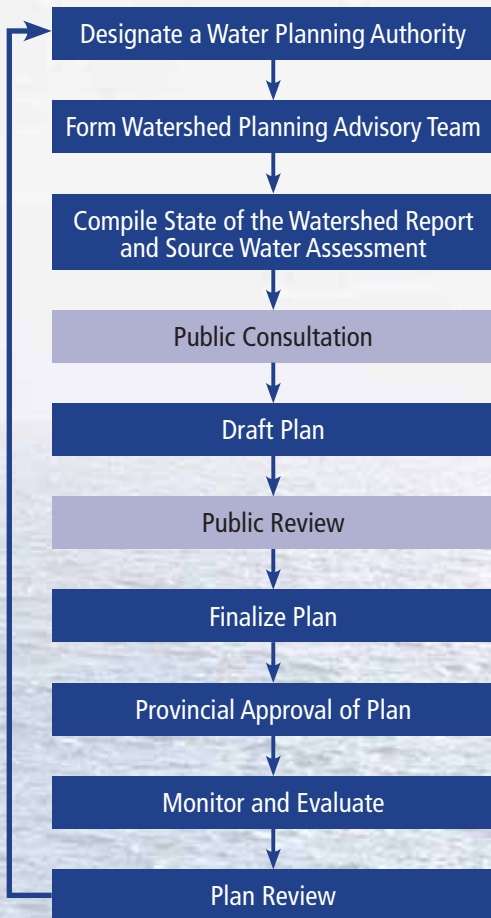 Designate a Water Planning Authority
Form Watershed Planning Advisory Team
Compile State of the Watershed Report
and Source Water Assessment
Public Consultation
Draft Plan
Public Review
Finalize Plan
Provincial Approval of Plan
Monitor and Evaluate
Plan Review